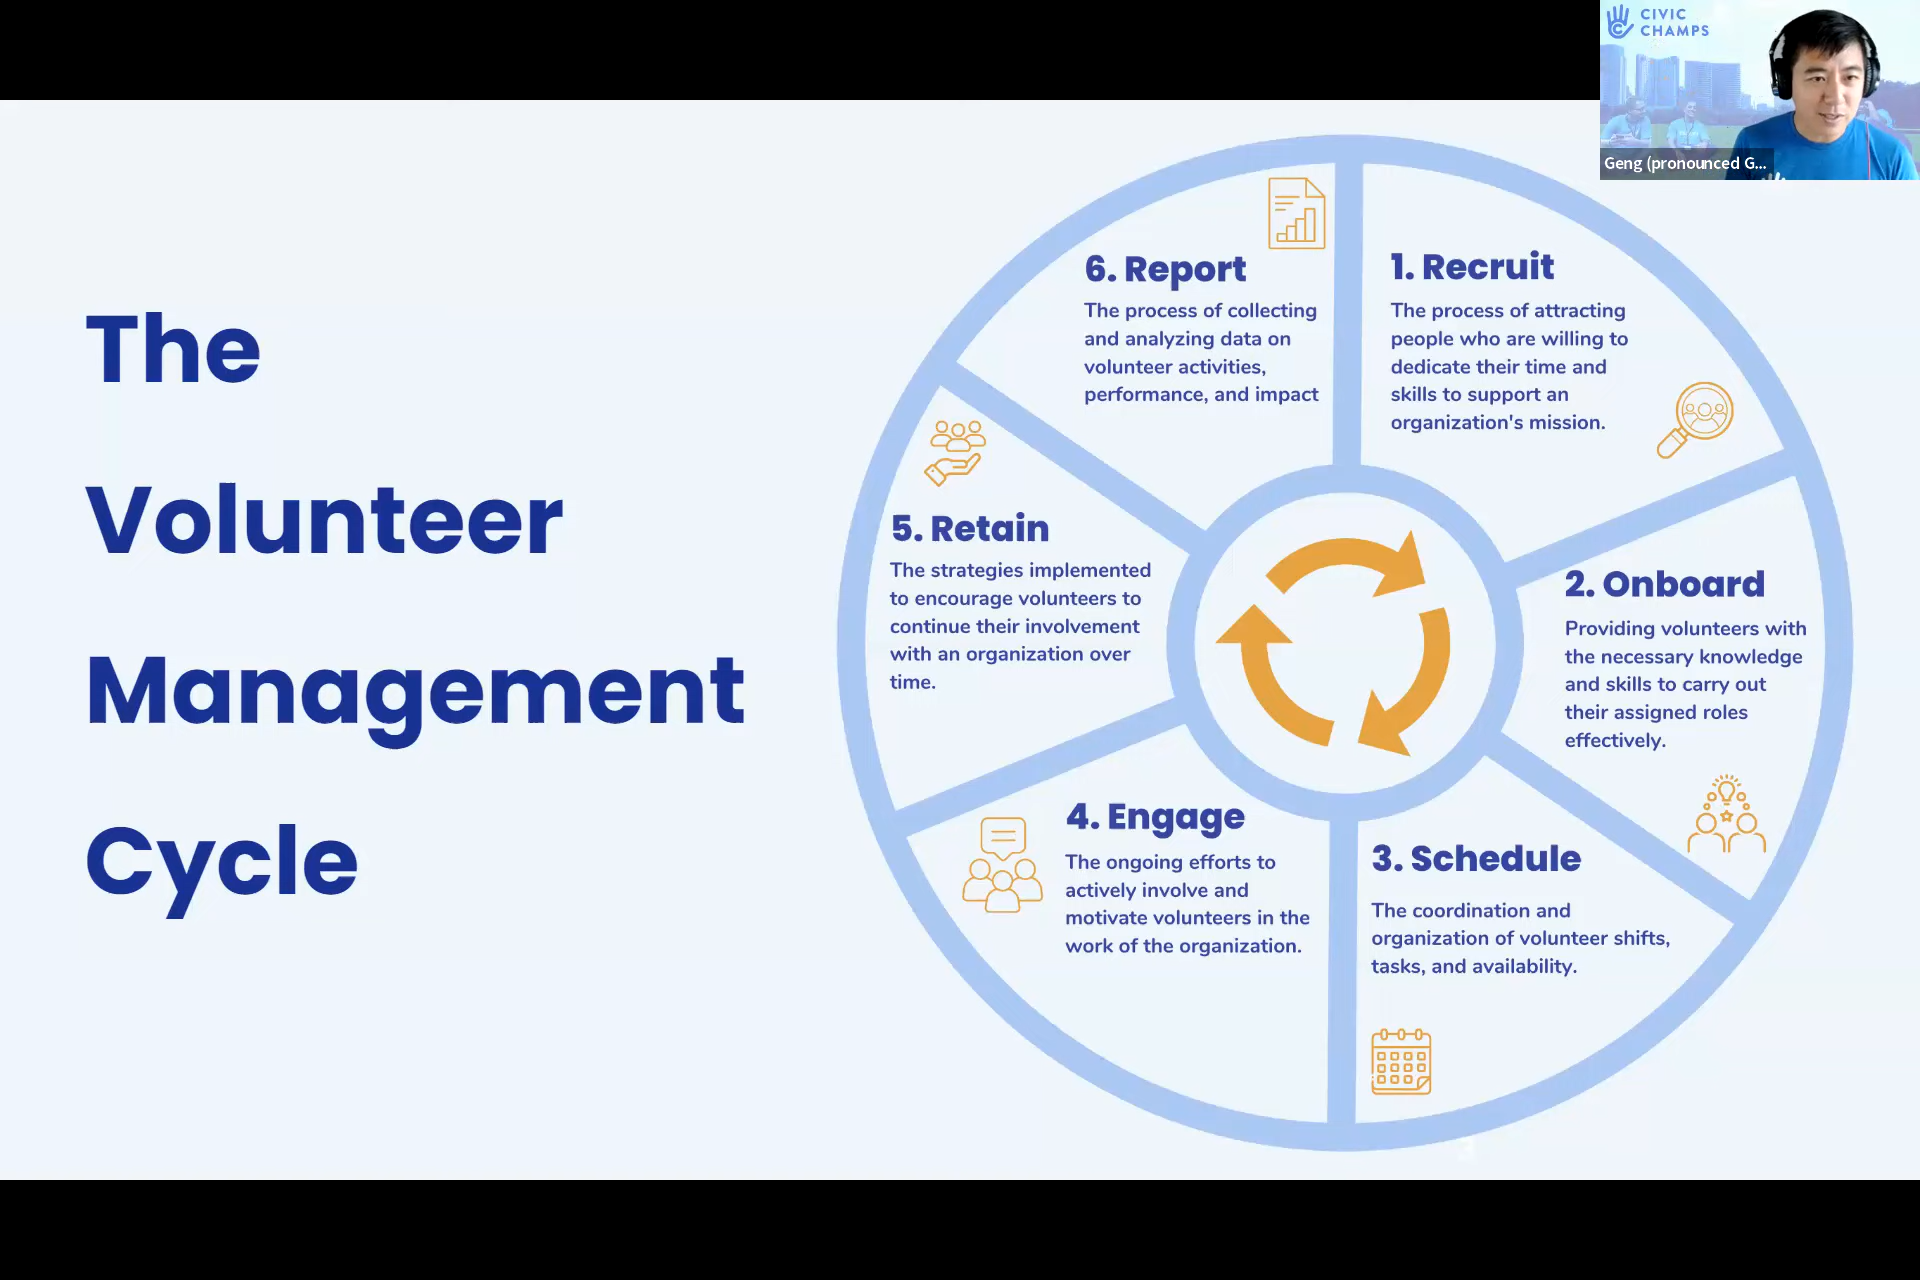 CIVIC
CHAMPS
Geng (pronounced G...
The
Volunteer
Management
Cycle
1. Recruit
The process of attracting
people who are willing to
dedicate their time and
skills to support an
organization's mission.
2. Onboard
Providing volunteers with
the necessary knowledge
and skills to carry out
their assigned roles
effectively.
3. Schedule
The coordination and
organization of volunteer shifts,
tasks, and availability.
4. Engage
The ongoing efforts to
actively involve and
motivate volunteers in the
work of the organization.
5. Retain
The strategies implemented
to encourage volunteers to
continue their involvement
with an organization over
time.
6. Report
The process of collecting
and analyzing data on
volunteer activities,
performance, and impact